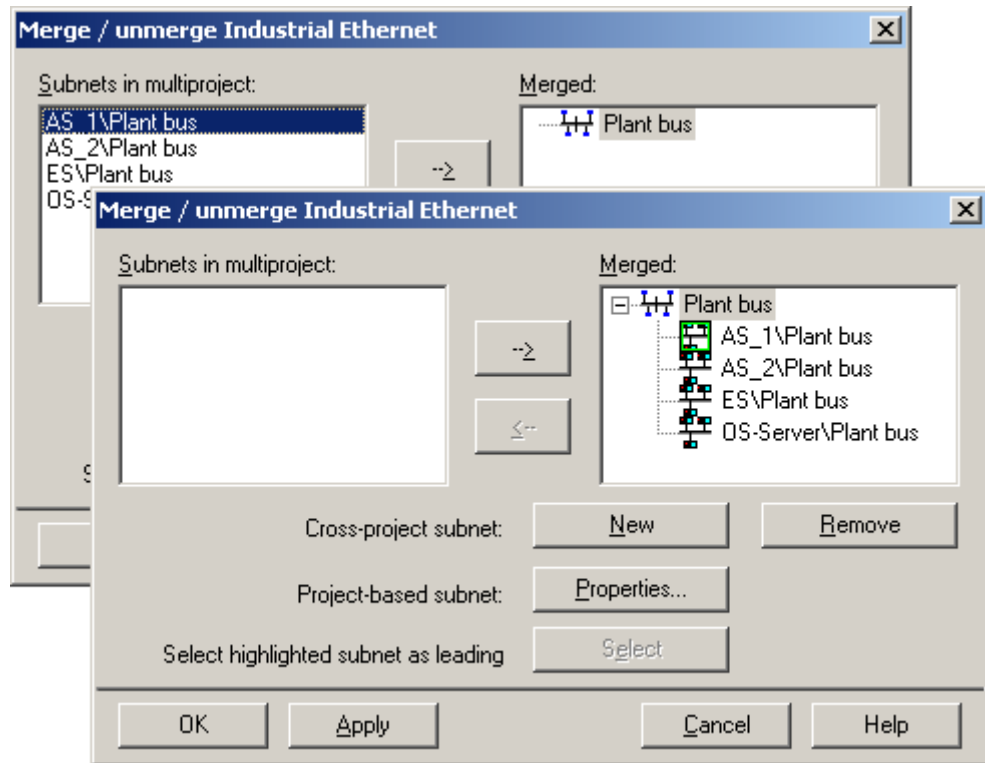 Merge / unmerge Industrial Ethernet
Subnets in multiproject:
Merged:
AS_1\Plant bus
AS_2\Plant bus
ES\Plant bus
-->
Plant bus
Merge / unmerge Industrial Ethernet
Subnets in multiproject:
Merged:
-->
<--
Plant bus
AS_1\Plant bus
AS_2\Plant bus
ES\Plant bus
OS-Server\Plant bus
Cross-project subnet:
New
Remove
Project-based subnet:
Properties...
Select highlighted subnet as leading
Select
OK
Apply
Cancel
Help